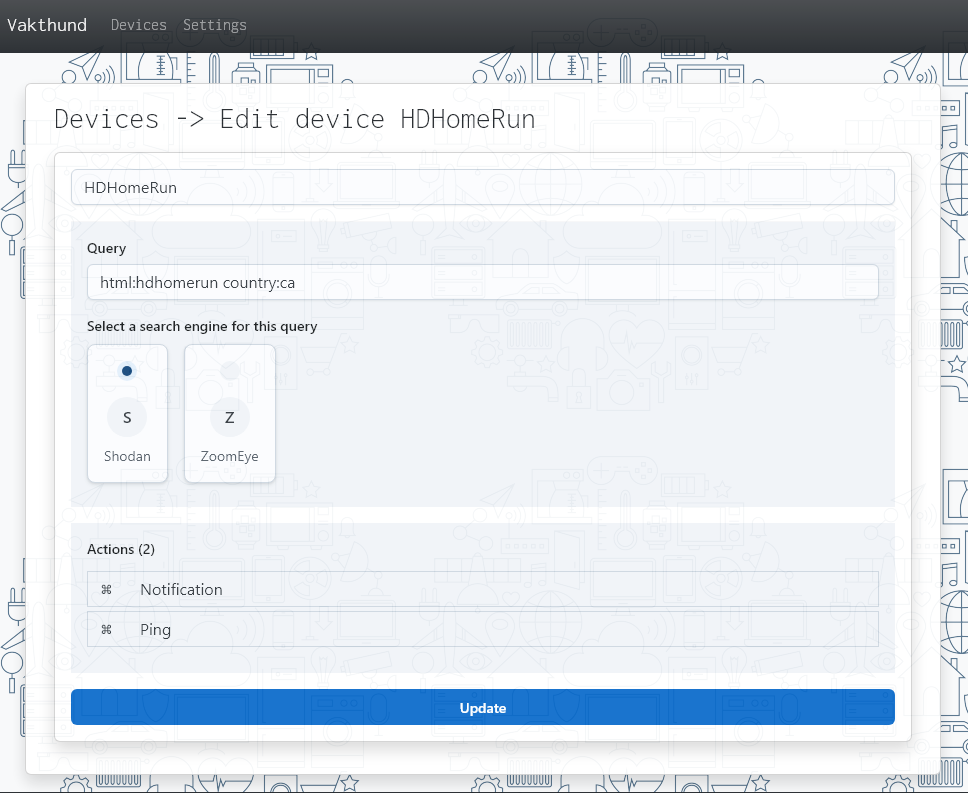 Vakthund Devices Settings
Devices -> Edit device HDHomeRun
HDHomeRun
Query
html:hdhomerun country:ca
Select a search engine for this query
S Z
Shodan ZoomEye
Actions (2)
⌘ Notification
⌘ Ping
Update